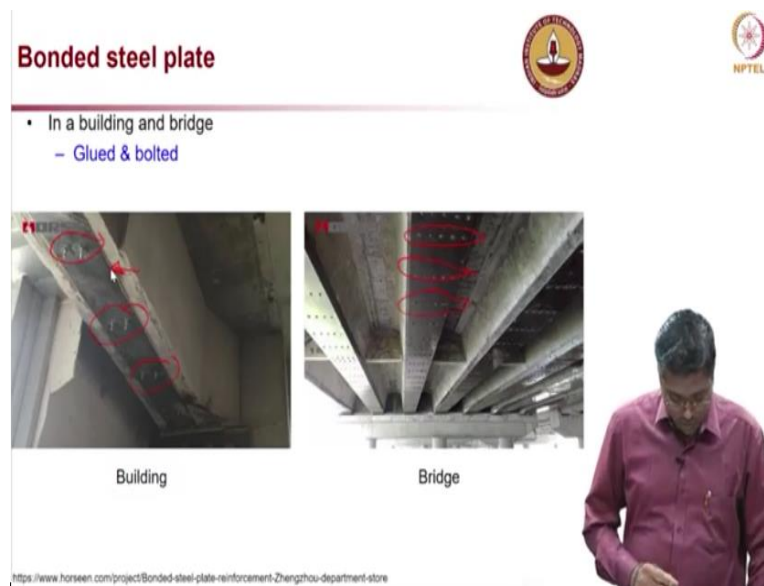 Bonded steel plate
NPTEL
• In a building and bridge
– Glued & bolted
Building
Bridge
https://www.horseen.com/project/Bonded-steel-plate-reinforcement-Zhengzhou-department-store